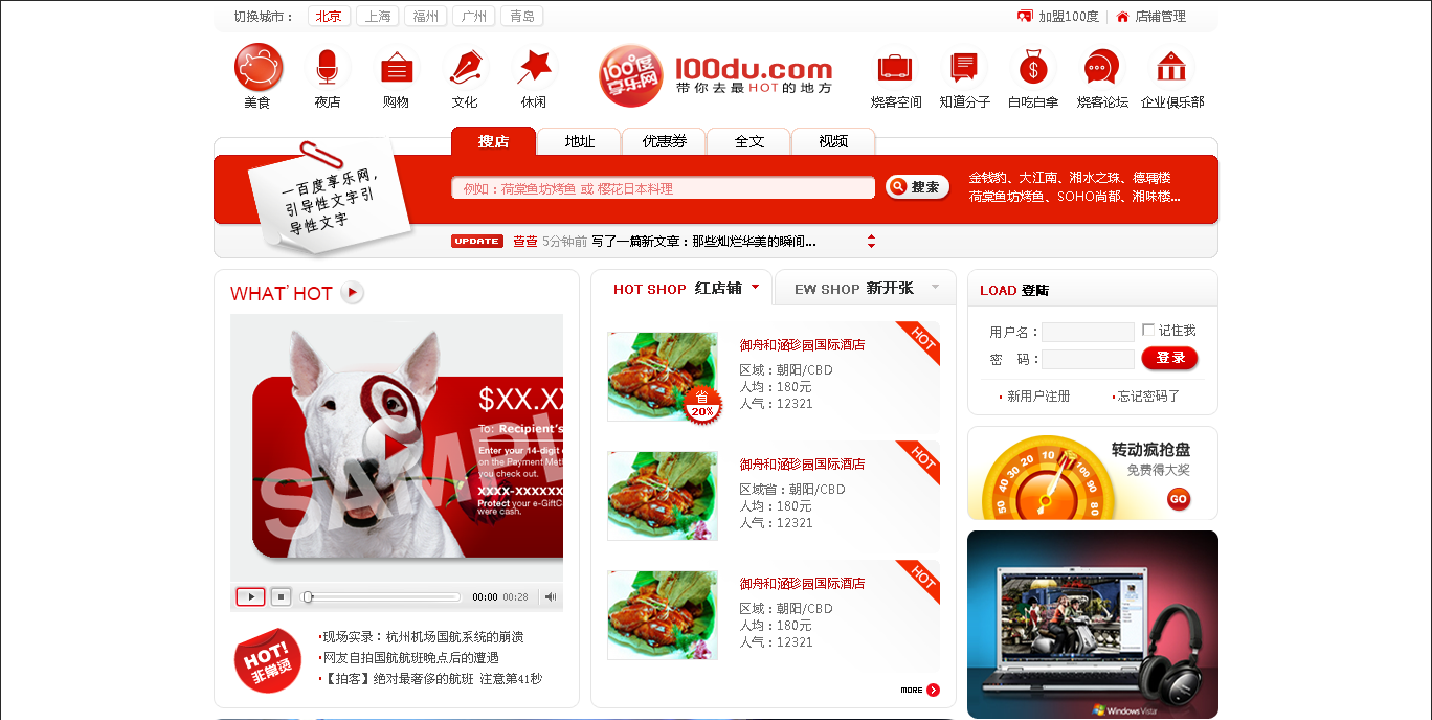 切换城市： 北京 上海 福州 广州 青岛 加盟100度 | 店铺管理
美食 夜店 购物 文化 休闲
100°度
享乐网
100du.com
带你去最HOT的地方
烧客空间 知道分子 白吃白拿 烧客论坛 企业俱乐部
搜店 地址 优惠券 全文 视频
一百度享乐网，
引导性文字引
导性文字
例如：荷棠鱼坊烤鱼 或 樱花日本料理
搜索
金钱豹、大江南、湘水之珠、德瑀楼
荷棠鱼坊烤鱼、SOHO尚都、湘味楼...
UPDATE 荟荟 5分钟前 写了一篇新文章：那些灿烂华美的瞬间...
WHAT' HOT
$XX.X
To: Recipient's
Enter your 14-digit
on the Payment Met
you check out.
XXXX-XXXXXX
Protect your e-GiftC
were cash.
SAMPL
00:00 00:28
HOT!
非常烫
·现场实录：杭州机场国航系统的崩溃
·网友自拍国航航班晚点后的遭遇
·【拍客】绝对最奢侈的航班 注意第41秒
HOT SHOP 红店铺
EW SHOP 新开张
HOT
御舟和涵珍园国际酒店
区域：朝阳/CBD
人均：180元
人气：12321
省
20%
HOT
御舟和涵珍园国际酒店
区域省：朝阳/CBD
人均：180元
人气：12321
HOT
御舟和涵珍园国际酒店
区域：朝阳/CBD
人均：180元
人气：12321
MORE
LOAD 登陆
用户名： 记住我
密 码： 登录
· 新用户注册 ·忘记密码了
转动疯抢盘
免费得大奖
GO
10 20 30 40 50 100 90 80
Windows Vista